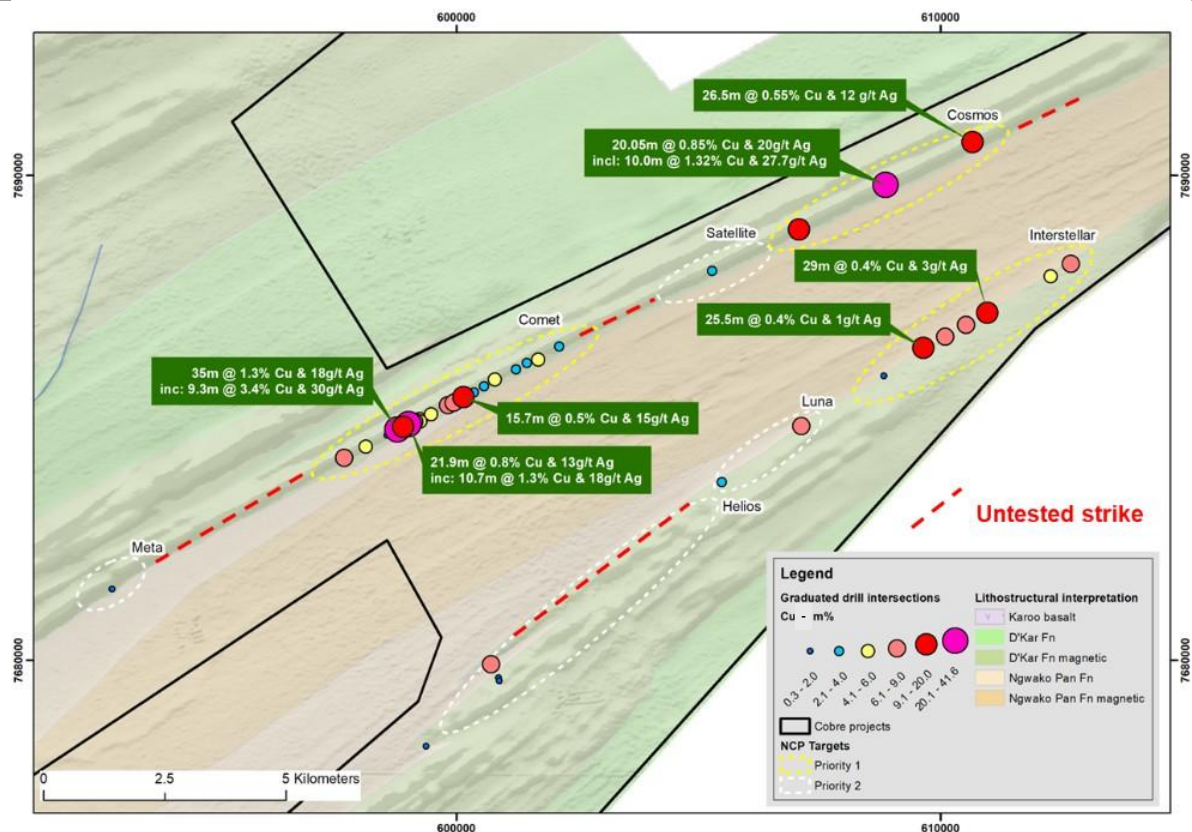 600000
610000
26.5m @ 0.55% Cu & 12 g/t Ag
Cosmos
20.05m @ 0.85% Cu & 20g/t Ag
incl: 10.0m @ 1.32% Cu & 27.7g/t Ag
7690000
7690000
Satellite
Interstellar
29m @ 0.4% Cu & 3g/t Ag
25.5m @ 0.4% Cu & 1g/t Ag
Comet
35m @ 1.3% Cu & 18g/t Ag
inc: 9.3m @ 3.4% Cu & 30g/t Ag
Luna
15.7m @ 0.5% Cu & 15g/t Ag
21.9m @ 0.8% Cu & 13g/t Ag
inc: 10.7m @ 1.3% Cu & 18g/t Ag
Helios
Untested strike
Meta
Legend
Graduated drill intersections
Cu - m%
0.3 - 2.0
2.1 - 4.0
4.1 - 6.0
6.1 - 9.0
9.1 - 20.0
20.1 - 41.6
Cobre projects
NCP Targets
Priority 1
Priority 2
Lithostructural interpretation
Karoo basalt
D'Kar Fn
D'Kar Fn magnetic
Ngwako Pan Fn
Ngwako Pan Fn magnetic
7680000
7680000
0 2.5 5 Kilometers
600000
610000